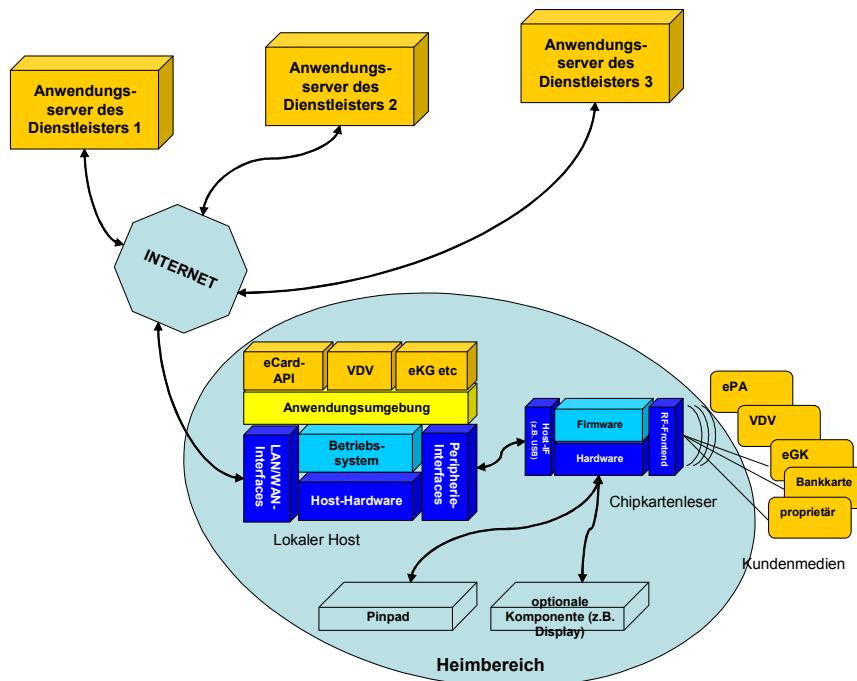 Anwendungs-
server des
Dienstleisters 1
Anwendungs-
server des
Dienstleisters 2
Anwendungs-
server des
Dienstleisters 3
INTERNET
eCard-
API
VDV
eKG etc
Anwendungsumgebung
LAN/WAN-
Interfaces
Betriebs-
system
Host-Hardware
Peripherie-
Interfaces
Lokaler Host
Host-IF
(z.B. USB)
Firmware
Hardware
RF-Frontend
Chipkartenleser
ePA
VDV
eGK
Bankkarte
proprietär
Kundenmedien
Pinpad
optionale
Komponente (z.B.
Display)
Heimbereich